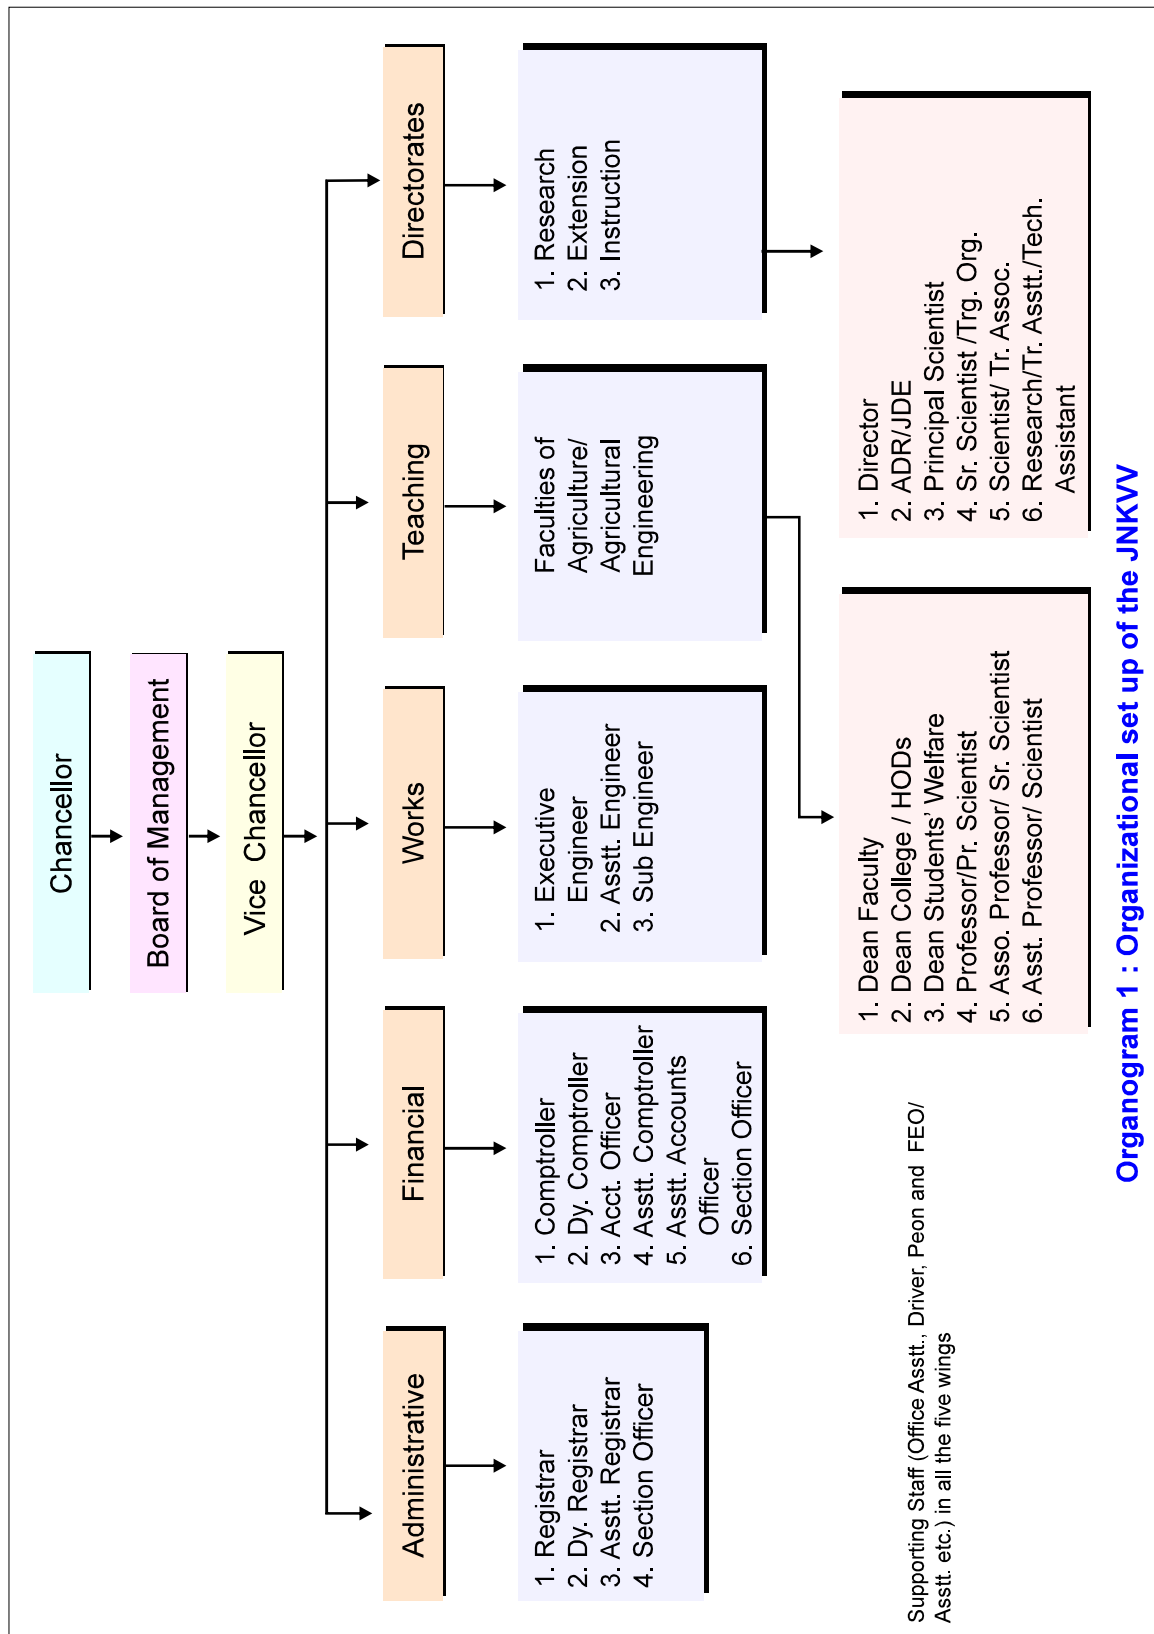 Chancellor
Board of Management
Vice Chancellor
Administrative
Financial
Works
Teaching
Directorates
1. Registrar
2. Dy. Registrar
3. Asstt. Registrar
4. Section Officer
1. Comptroller
2. Dy. Comptroller
3. Acct. Officer
4. Asstt. Comptroller
5. Asstt. Accounts
Officer
6. Section Officer
1. Executive
Engineer
2. Asstt. Engineer
3. Sub Engineer
Faculties of
Agriculture/
Agricultural
Engineering
1. Research
2. Extension
3. Instruction
1. Dean Faculty
2. Dean College / HODs
3. Dean Students' Welfare
4. Professor/Pr. Scientist
5. Asso. Professor/ Sr. Scientist
6. Asst. Professor/ Scientist
1. Director
2. ADR/JDE
3. Principal Scientist
4. Sr. Scientist /Trg. Org.
5. Scientist/ Tr. Assoc.
6. Research/Tr. Asstt./Tech.
Assistant
Supporting Staff (Office Asstt., Driver, Peon and FEO/
Asstt. etc.) in all the five wings
Organogram 1 : Organizational set up of the JNKVV